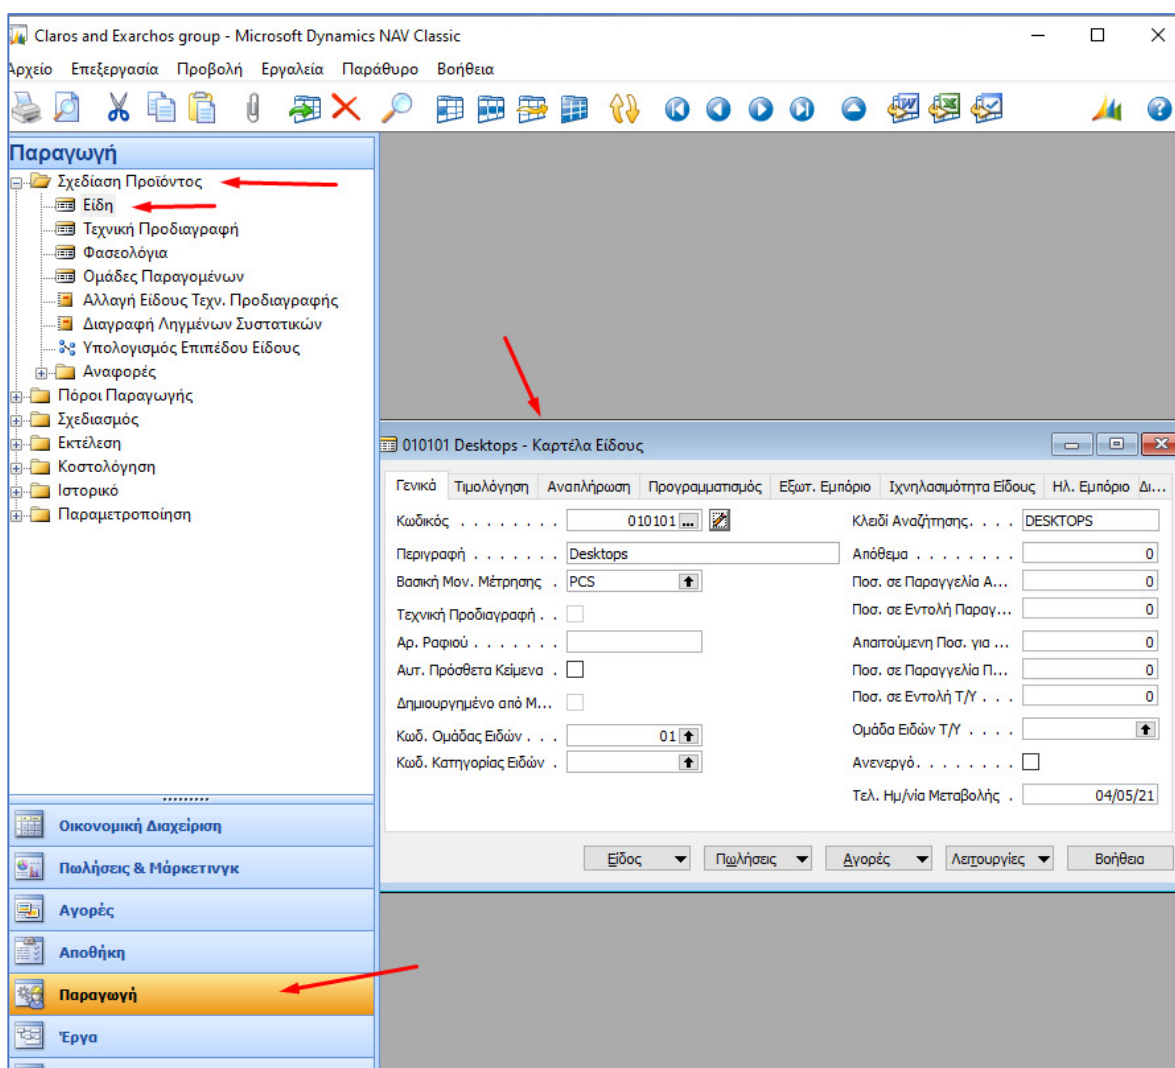 Claros and Exarchos group - Microsoft Dynamics NAV Classic
Αρχείο Επεξεργασία Προβολή Εργαλεία Παράθυρο Βοήθεια
Παραγωγή
Σχεδίαση Προϊόντος
Είδη
Τεχνική Προδιαγραφή
Φασεολόγια
Ομάδες Παραγομένων
Αλλαγή Είδους Τεχν. Προδιαγραφής
Διαγραφή Ληγμένων Συστατικών
Υπολογισμός Επιπέδου Είδους
Αναφορές
Πόροι Παραγωγής
Σχεδιασμός
Εκτέλεση
Κοστολόγηση
Ιστορικό
Παραμετροποίηση
Οικονομική Διαχείριση
Πωλήσεις & Μάρκετινγκ
Αγορές
Αποθήκη
Παραγωγή
Έργα
010101 Desktops - Καρτέλα Είδους
Γενικά Τιμολόγηση Αναπλήρωση Προγραμματισμός Εξωτ. Εμπόριο Ιχνηλασιμότητα Είδους Ηλ. Εμπόριο Δι...
Κωδικός . . . . . . . . 010101 ... Κλειδί Αναζήτησης. . . . DESKTOPS
Περιγραφή . . . . . . . Desktops Απόθεμα . . . . . . . . 0
Βασική Μον. Μέτρησης . PCS Ποσ. σε Παραγγελία Α... 0
Τεχνική Προδιαγραφή . . Ποσ. σε Εντολή Παραγ... 0
Αρ. Ραφιού . . . . . . . Απαιτούμενη Ποσ. για ... 0
Αυτ. Πρόσθετα Κείμενα . Ποσ. σε Παραγγελία Π... 0
Δημιουργημένο από Μ... Ποσ. σε Εντολή Τ/Υ . . . 0
Κωδ. Ομάδας Ειδών . . . 01 Ομάδα Ειδών Τ/Υ . . . .
Κωδ. Κατηγορίας Ειδών . Ανενεργό. . . . . . . .
Τελ. Ημ/νία Μεταβολής . 04/05/21
Είδος Πωλήσεις Αγορές Λειτουργίες Βοήθεια